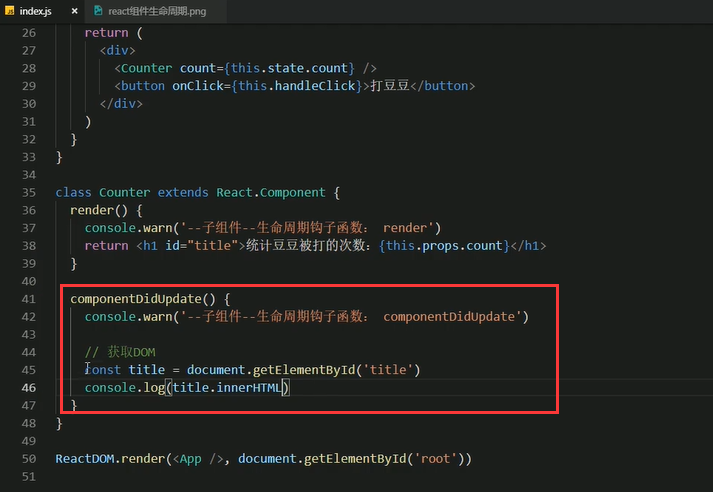 index.js × react组件生命周期.png
26 return (
27 <div>
28 <Counter count={this.state.count} />
29 <button onClick={this.handleClick}>打豆豆</button>
30 </div>
31 )
32 }
33 }
34
35 class Counter extends React.Component {
36 render() {
37 console.warn('--子组件--生命周期钩子函数： render')
38 return <h1 id="title">统计豆豆被打的次数：{this.props.count}</h1>
39 }
40
41 componentDidUpdate() {
42 console.warn('--子组件--生命周期钩子函数： componentDidUpdate')
43
44 // 获取DOM
45 const title = document.getElementById('title')
46 console.log(title.innerHTML)
47 }
48 }
49
50 ReactDOM.render(<App />, document.getElementById('root'))
51